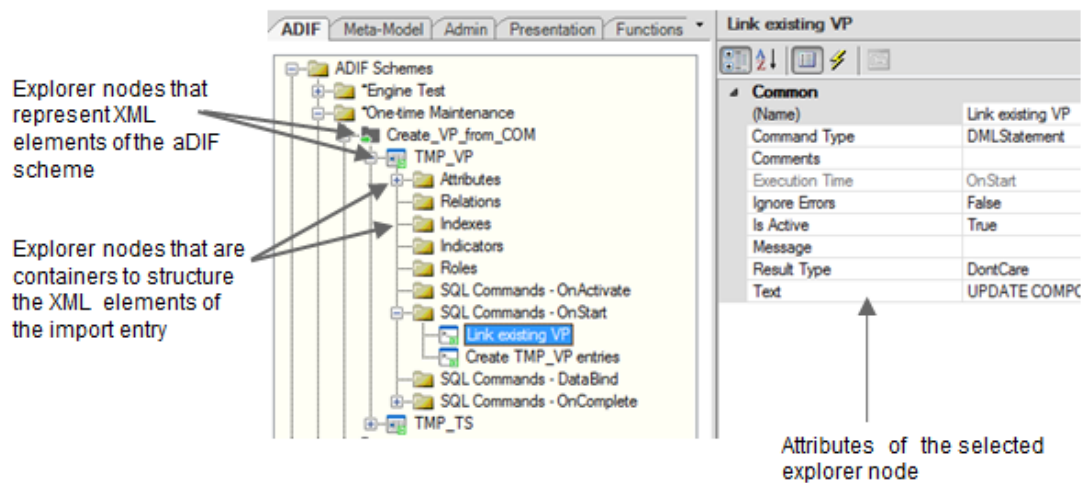 ADIF Meta-Model Admin Presentation Functions
Link existing VP
Explorer nodes that
represent XML
elements of the aDIF
scheme
Explorer nodes that are
containers to structure
the XML elements of
the import entry
ADIF Schemes
*Engine Test
*One-time Maintenance
Create_VP_from_COM
TMP_VP
Attributes
Relations
Indexes
Indicators
Roles
SQL Commands - OnActivate
SQL Commands - OnStart
Link existing VP
Create TMP_VP entries
SQL Commands - DataBind
SQL Commands - OnComplete
TMP_TS
Common
(Name) Link existing VP
Command Type DMLStatement
Comments
Execution Time OnStart
Ignore Errors False
Is Active True
Message
Result Type DontCare
Text UPDATE COMPO
Attributes of the selected
explorer node